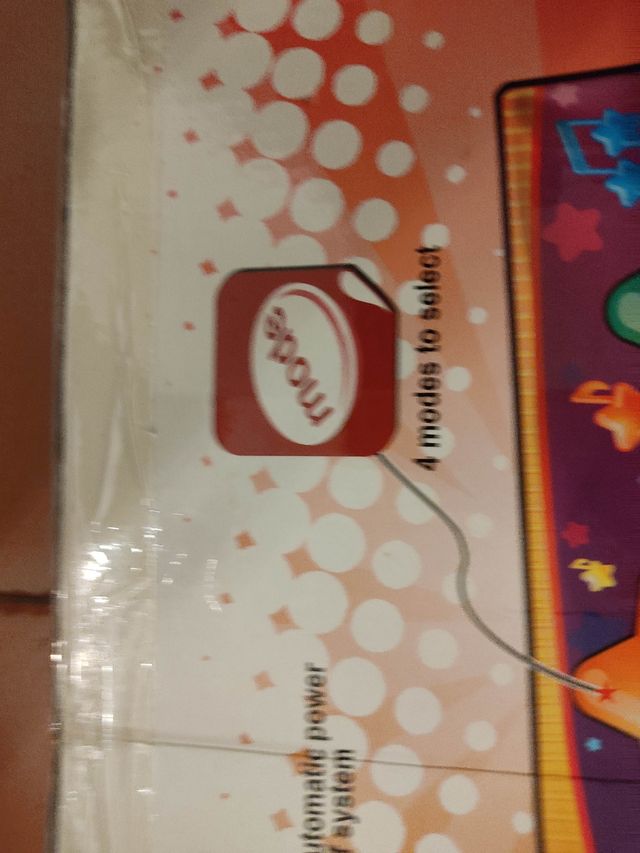 mode
4 modes to select
utomatic power
system